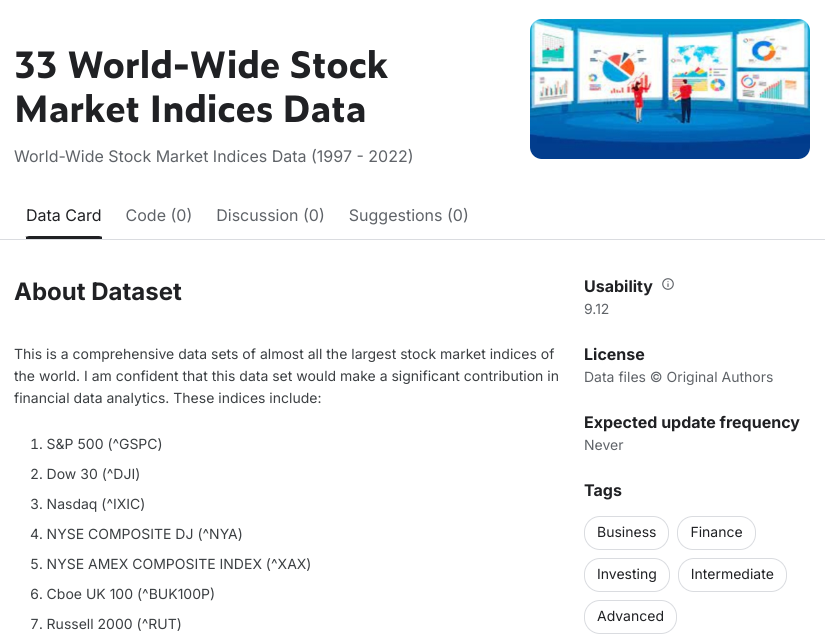 33 World-Wide Stock
Market Indices Data
World-Wide Stock Market Indices Data (1997 - 2022)
Data Card
Code (0)
Discussion (0)
Suggestions (0)
About Dataset
This is a comprehensive data sets of almost all the largest stock market indices of
the world. I am confident that this data set would make a significant contribution in
financial data analytics. These indices include:
1. S&P 500 (^GSPC)
2. Dow 30 (^DJI)
3. Nasdaq (^IXIC)
4. NYSE COMPOSITE DJ (^NYA)
5. NYSE AMEX COMPOSITE INDEX (^XAX)
6. Cboe UK 100 (^BUK100P)
7. Russell 2000 (^RUT)
Usability
9.12
License
Data files © Original Authors
Expected update frequency
Never
Tags
Business
Finance
Investing
Intermediate
Advanced